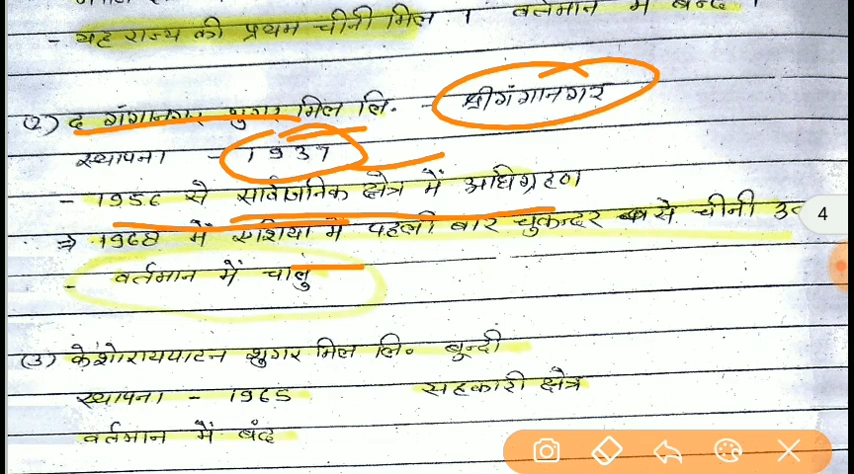 - यह राज्य की प्रथम चीनी मिल । वर्तमान में बन्द ।
(2) द गंगानगर शुगर मिल लि. - श्रीगंगानगर
स्थापना - 1937
- 1956 से सार्वजनिक क्षेत्र में अधिग्रहण
→ 1968 में एशिया में पहली बार चुकन्दर से चीनी
4
- वर्तमान में चालु
(3) केशोरायपाटन शुगर मिल लि. बून्दी
स्थापना - 1965 सहकारी क्षेत्र
वर्तमान में बंद